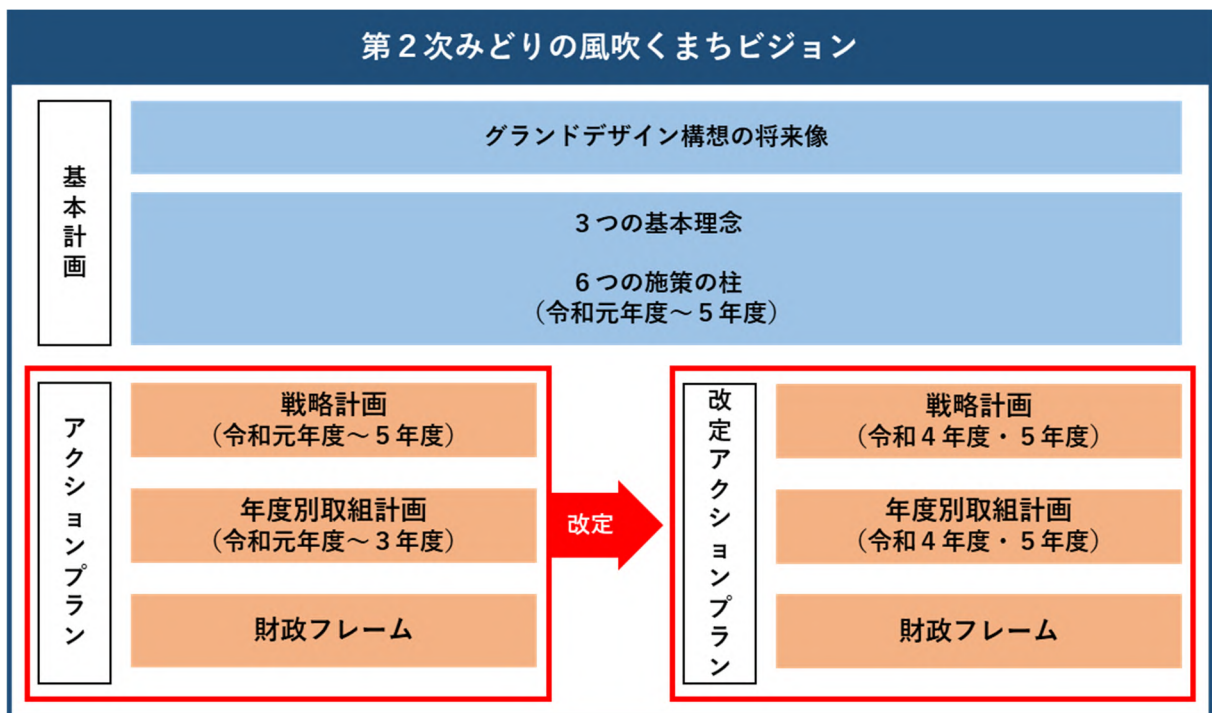 第２次みどりの風吹くまちビジョン
基本計画
グランドデザイン構想の将来像
３つの基本理念
６つの施策の柱
（令和元年度～５年度）
アクションプラン
戦略計画
（令和元年度～５年度）
年度別取組計画
（令和元年度～３年度）
財政フレーム
改定
改定アクションプラン
戦略計画
（令和４年度・５年度）
年度別取組計画
（令和４年度・５年度）
財政フレーム